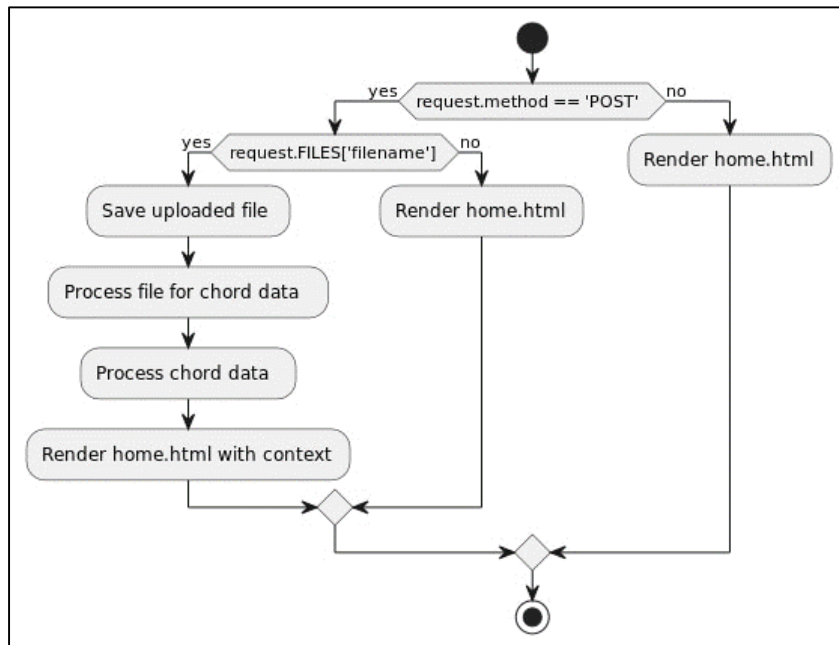 yes
request.method == 'POST'
no
yes
request.FILES['filename']
no
Render home.html
Save uploaded file
Render home.html
Process file for chord data
Process chord data
Render home.html with context